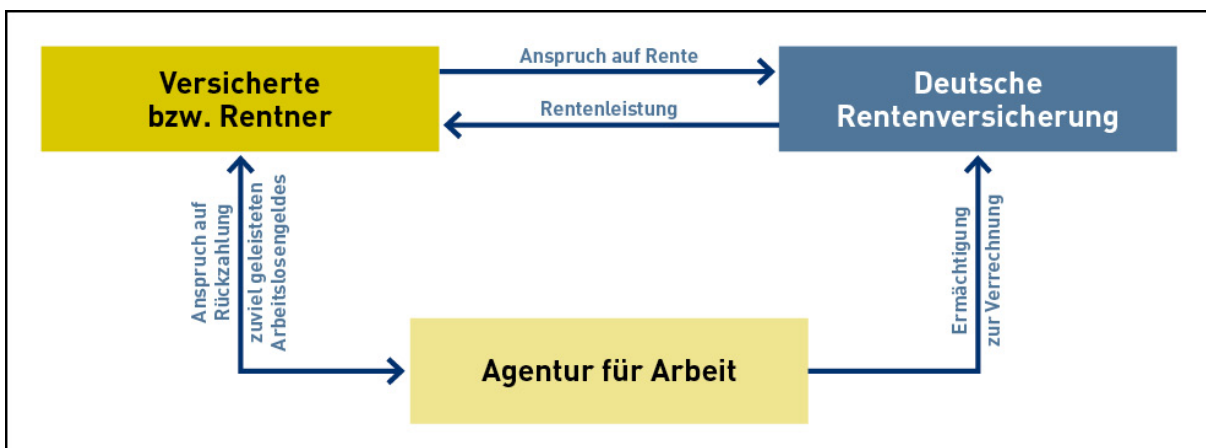 Versicherte
bzw. Rentner
Anspruch auf Rente
Rentenleistung
Deutsche
Rentenversicherung
Anspruch auf
Rückzahlung
zuviel geleisteten
Arbeitslosengeldes
Ermächtigung
zur Verrechnung
Agentur für Arbeit